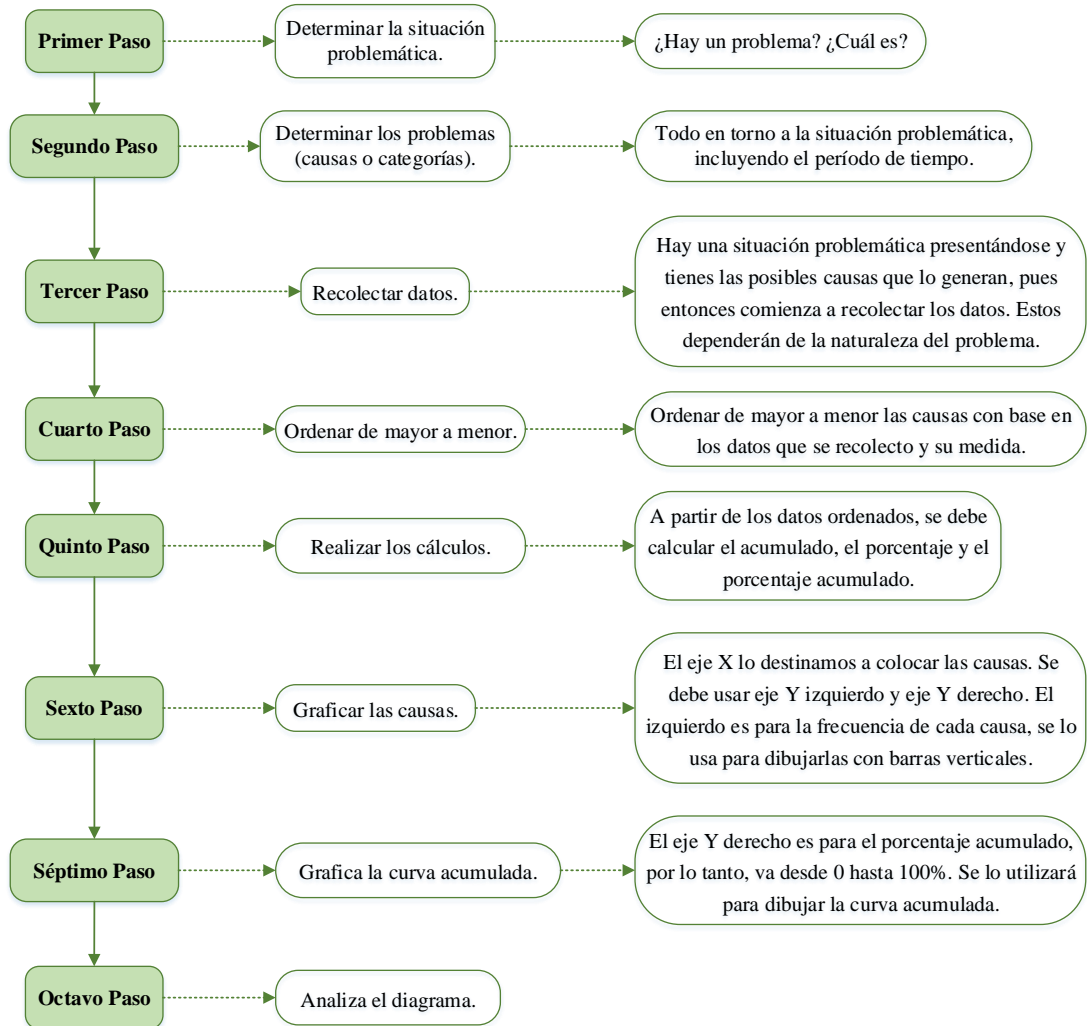 Primer Paso
Determinar la situación
problemática.
¿Hay un problema? ¿Cuál es?
Segundo Paso
Determinar los problemas
(causas o categorías).
Todo en torno a la situación problemática,
incluyendo el período de tiempo.
Tercer Paso
Recolectar datos.
Hay una situación problemática presentándose y
tienes las posibles causas que lo generan, pues
entonces comienza a recolectar los datos. Estos
dependerán de la naturaleza del problema.
Cuarto Paso
Ordenar de mayor a menor.
Ordenar de mayor a menor las causas con base en
los datos que se recolecto y su medida.
Quinto Paso
Realizar los cálculos.
A partir de los datos ordenados, se debe
calcular el acumulado, el porcentaje y el
porcentaje acumulado.
Sexto Paso
Graficar las causas.
El eje X lo destinamos a colocar las causas. Se
debe usar eje Y izquierdo y eje Y derecho. El
izquierdo es para la frecuencia de cada causa, se lo
usa para dibujarlas con barras verticales.
Séptimo Paso
Grafica la curva acumulada.
El eje Y derecho es para el porcentaje acumulado,
por lo tanto, va desde 0 hasta 100%. Se lo utilizará
para dibujar la curva acumulada.
Octavo Paso
Analiza el diagrama.